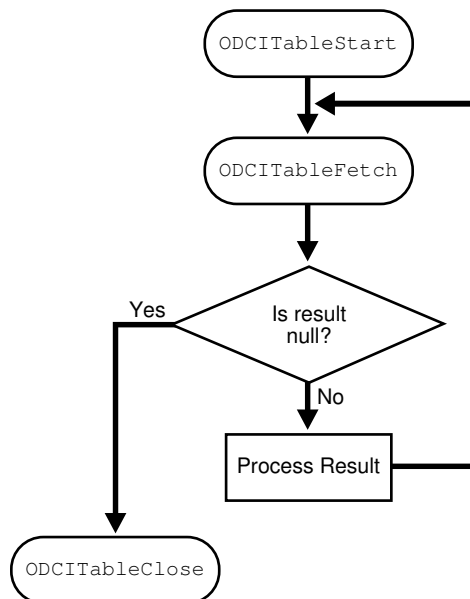 ODCITableStart
ODCITableFetch
Is result
null?
Yes
No
Process Result
ODCITableClose